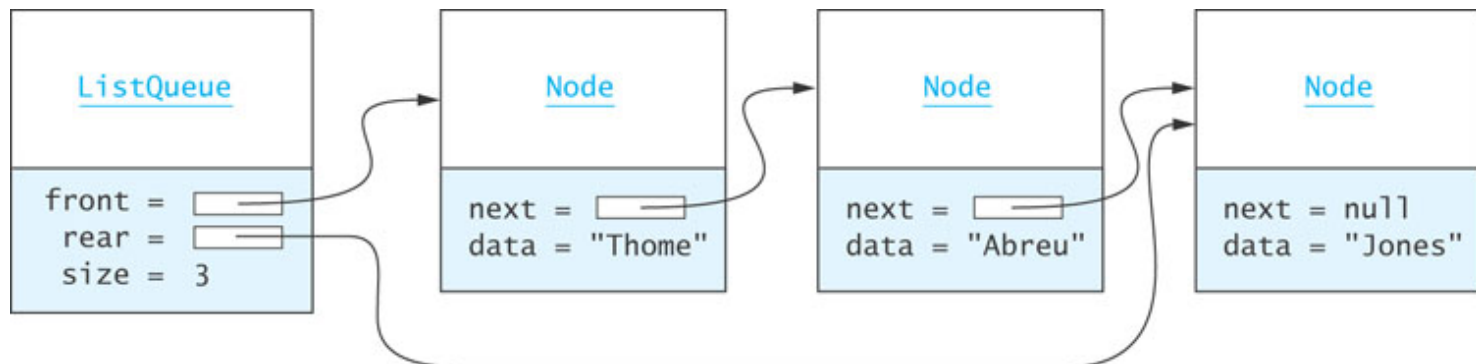 ListQueue
front =
rear =
size = 3
Node
next =
data = "Thome"
Node
next =
data = "Abreu"
Node
next = null
data = "Jones"